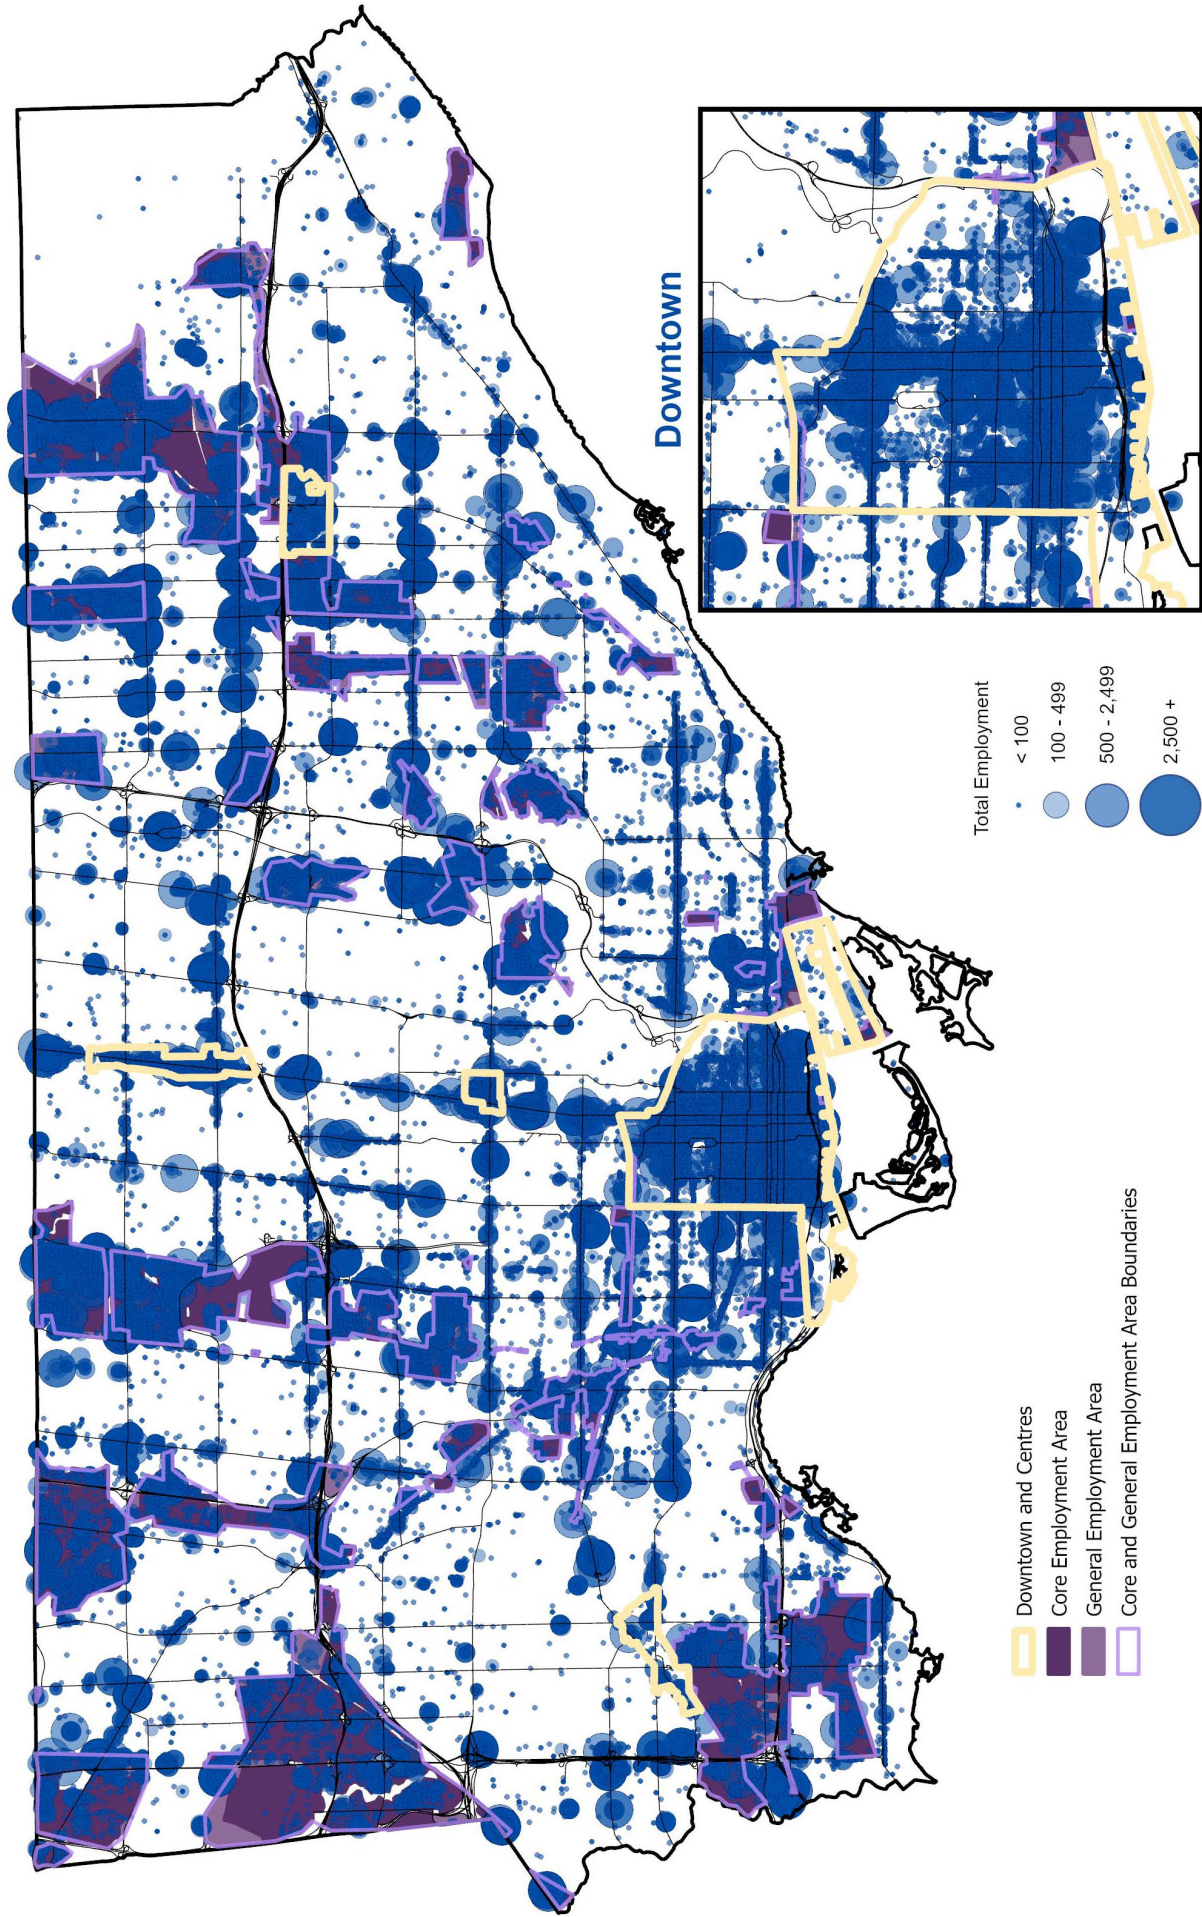 Downtown
Total Employment
< 100
100 - 499
500 - 2,499
2,500 +
Downtown and Centres
Core Employment Area
General Employment Area
Core and General Employment Area Boundaries